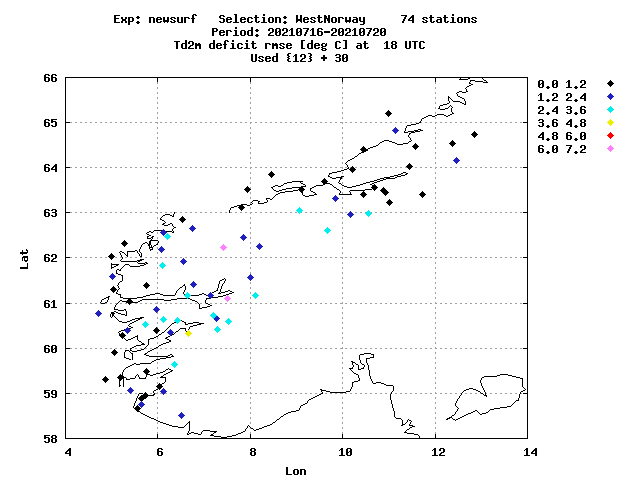 Exp: newsurf   Selection: WestNorway     74 stations
Period: 20210716-20210720
Td2m deficit rmse [deg C] at  18 UTC
Used {12} + 30
0.0 1.2
1.2 2.4
2.4 3.6
3.6 4.8
4.8 6.0
6.0 7.2
66
65
64
63
62
61
60
59
58
Lat
4 6 8 10 12 14
Lon